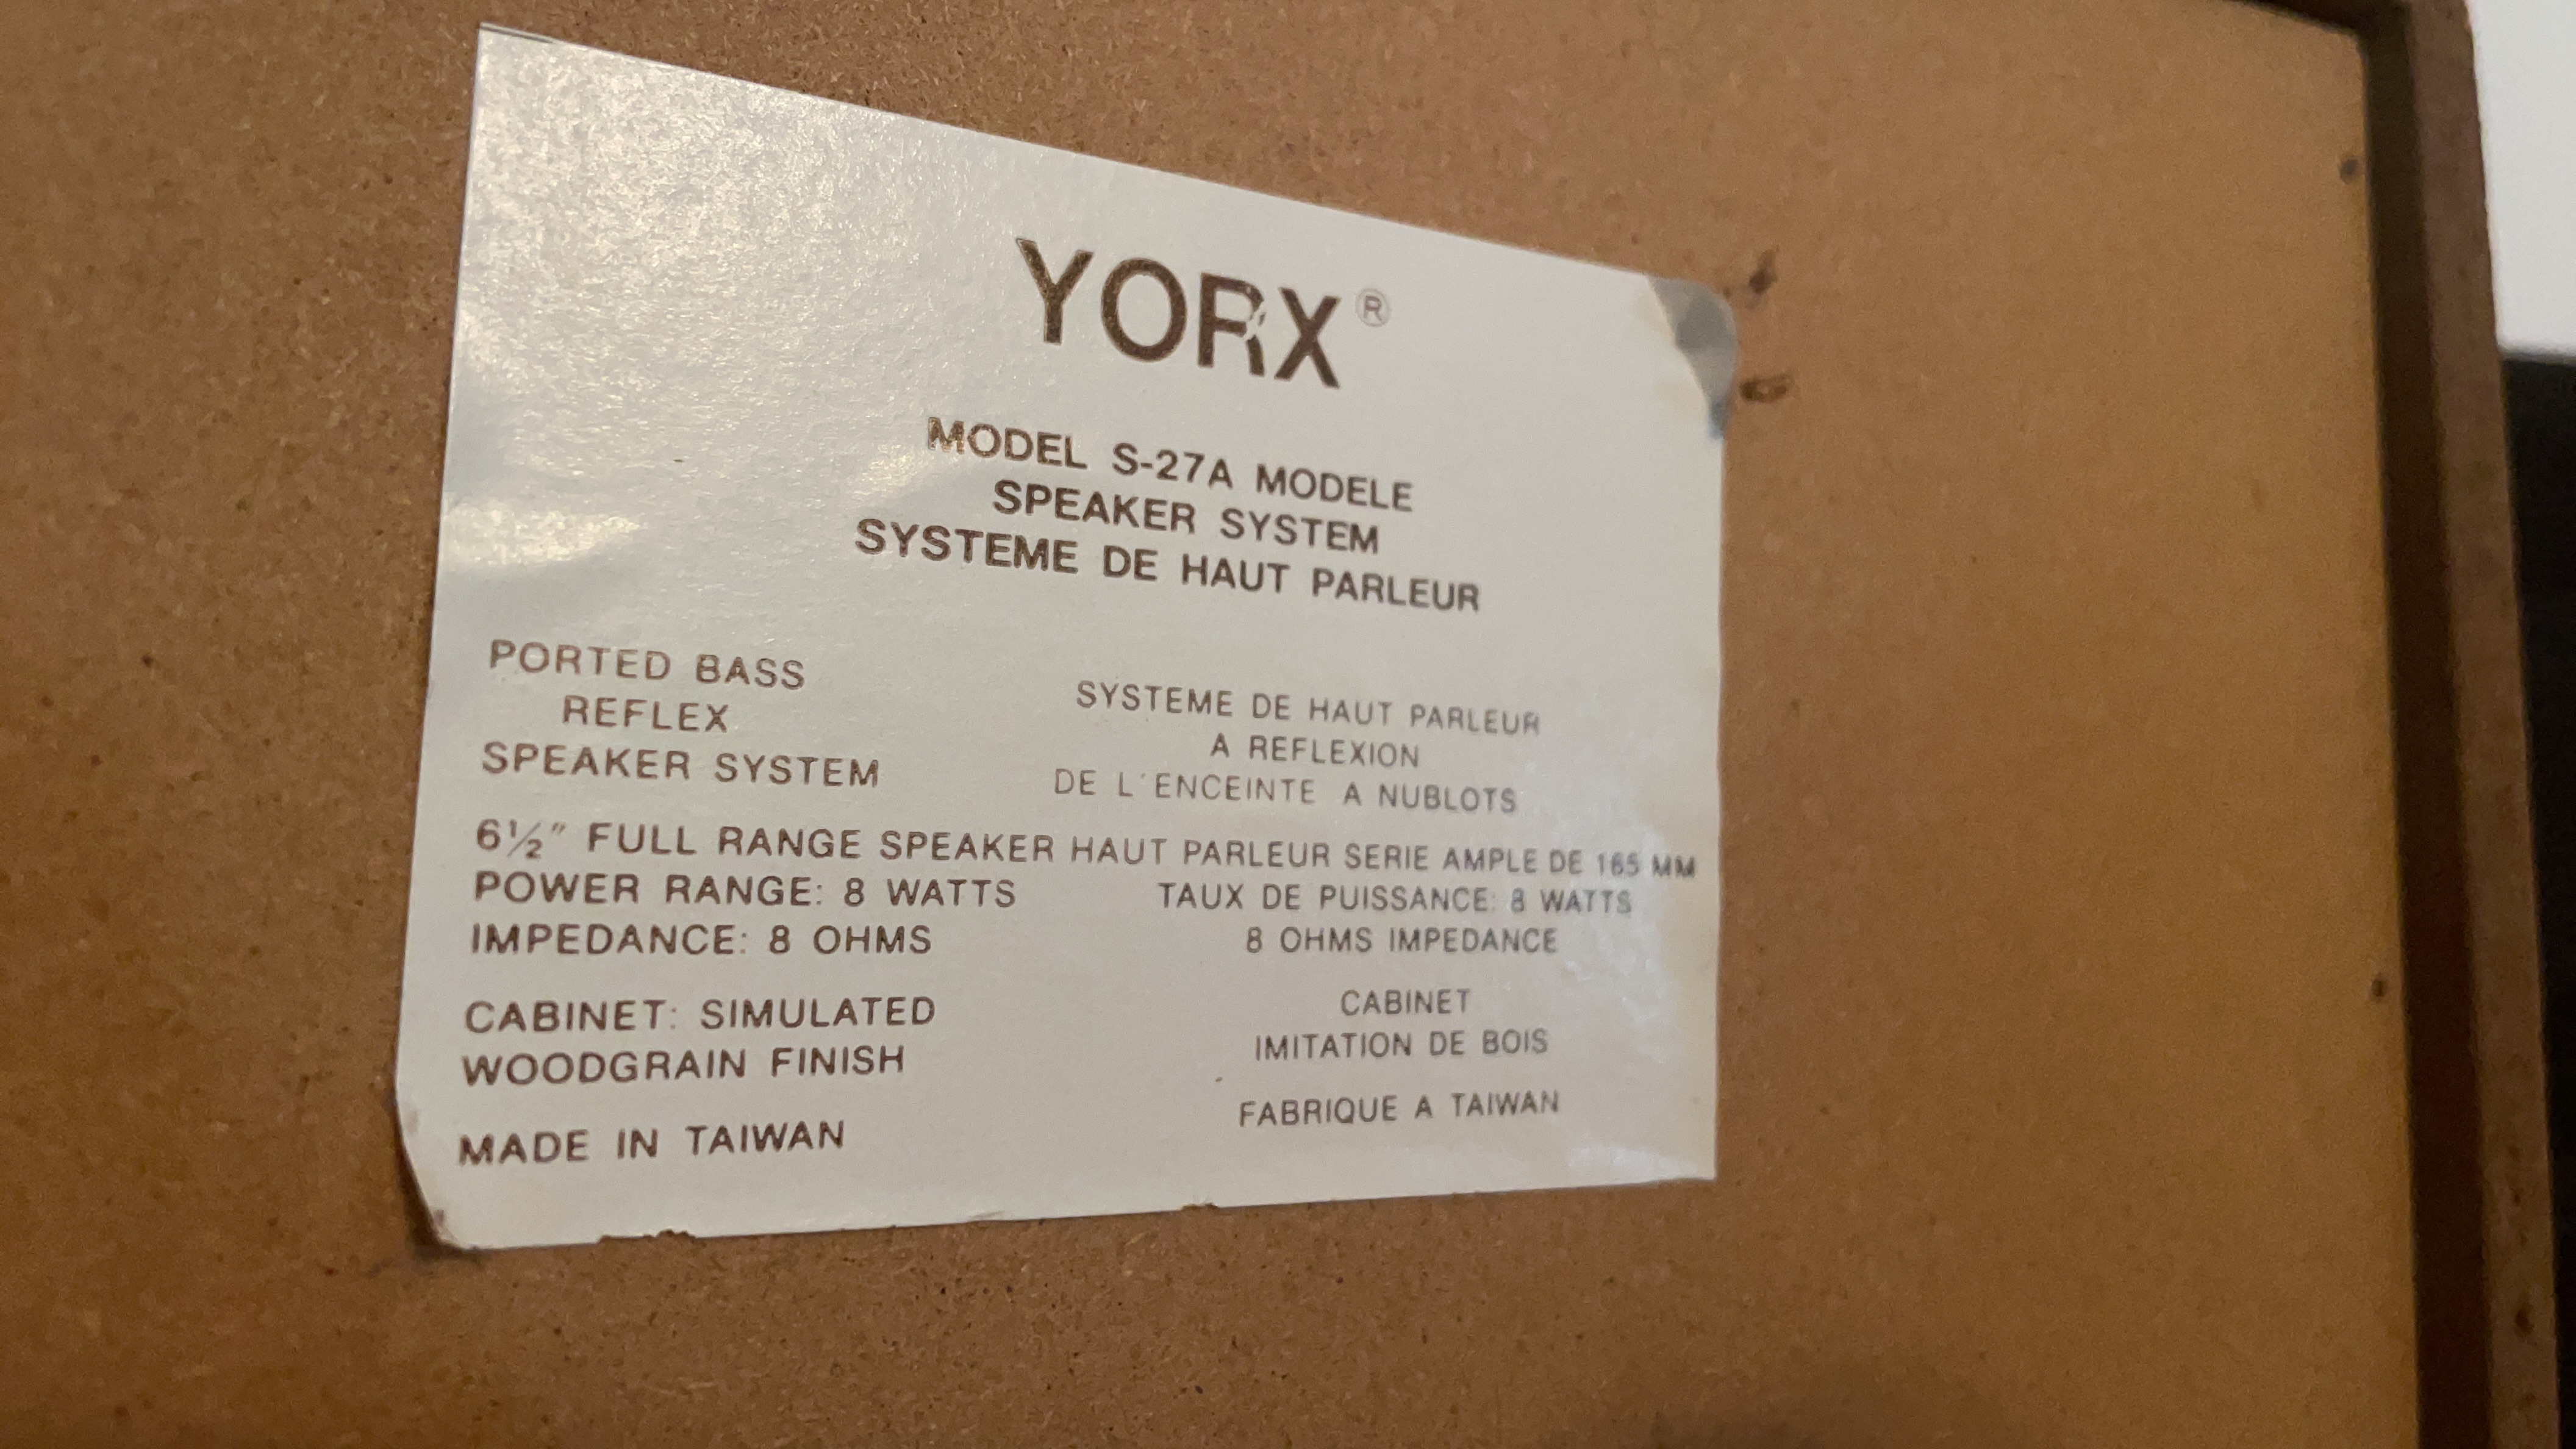 YORX®
MODEL S-27A MODELE
SPEAKER SYSTEM
SYSTEME DE HAUT PARLEUR
PORTED BASS
REFLEX
SPEAKER SYSTEM
SYSTEME DE HAUT PARLEUR
A REFLEXION
DE L'ENCEINTE A NUBLOTS
6½" FULL RANGE SPEAKER HAUT PARLEUR SERIE AMPLE DE 165 MM
POWER RANGE: 8 WATTS TAUX DE PUISSANCE: 8 WATTS
IMPEDANCE: 8 OHMS 8 OHMS IMPEDANCE
CABINET: SIMULATED
WOODGRAIN FINISH
CABINET
IMITATION DE BOIS
MADE IN TAIWAN
FABRIQUE A TAIWAN